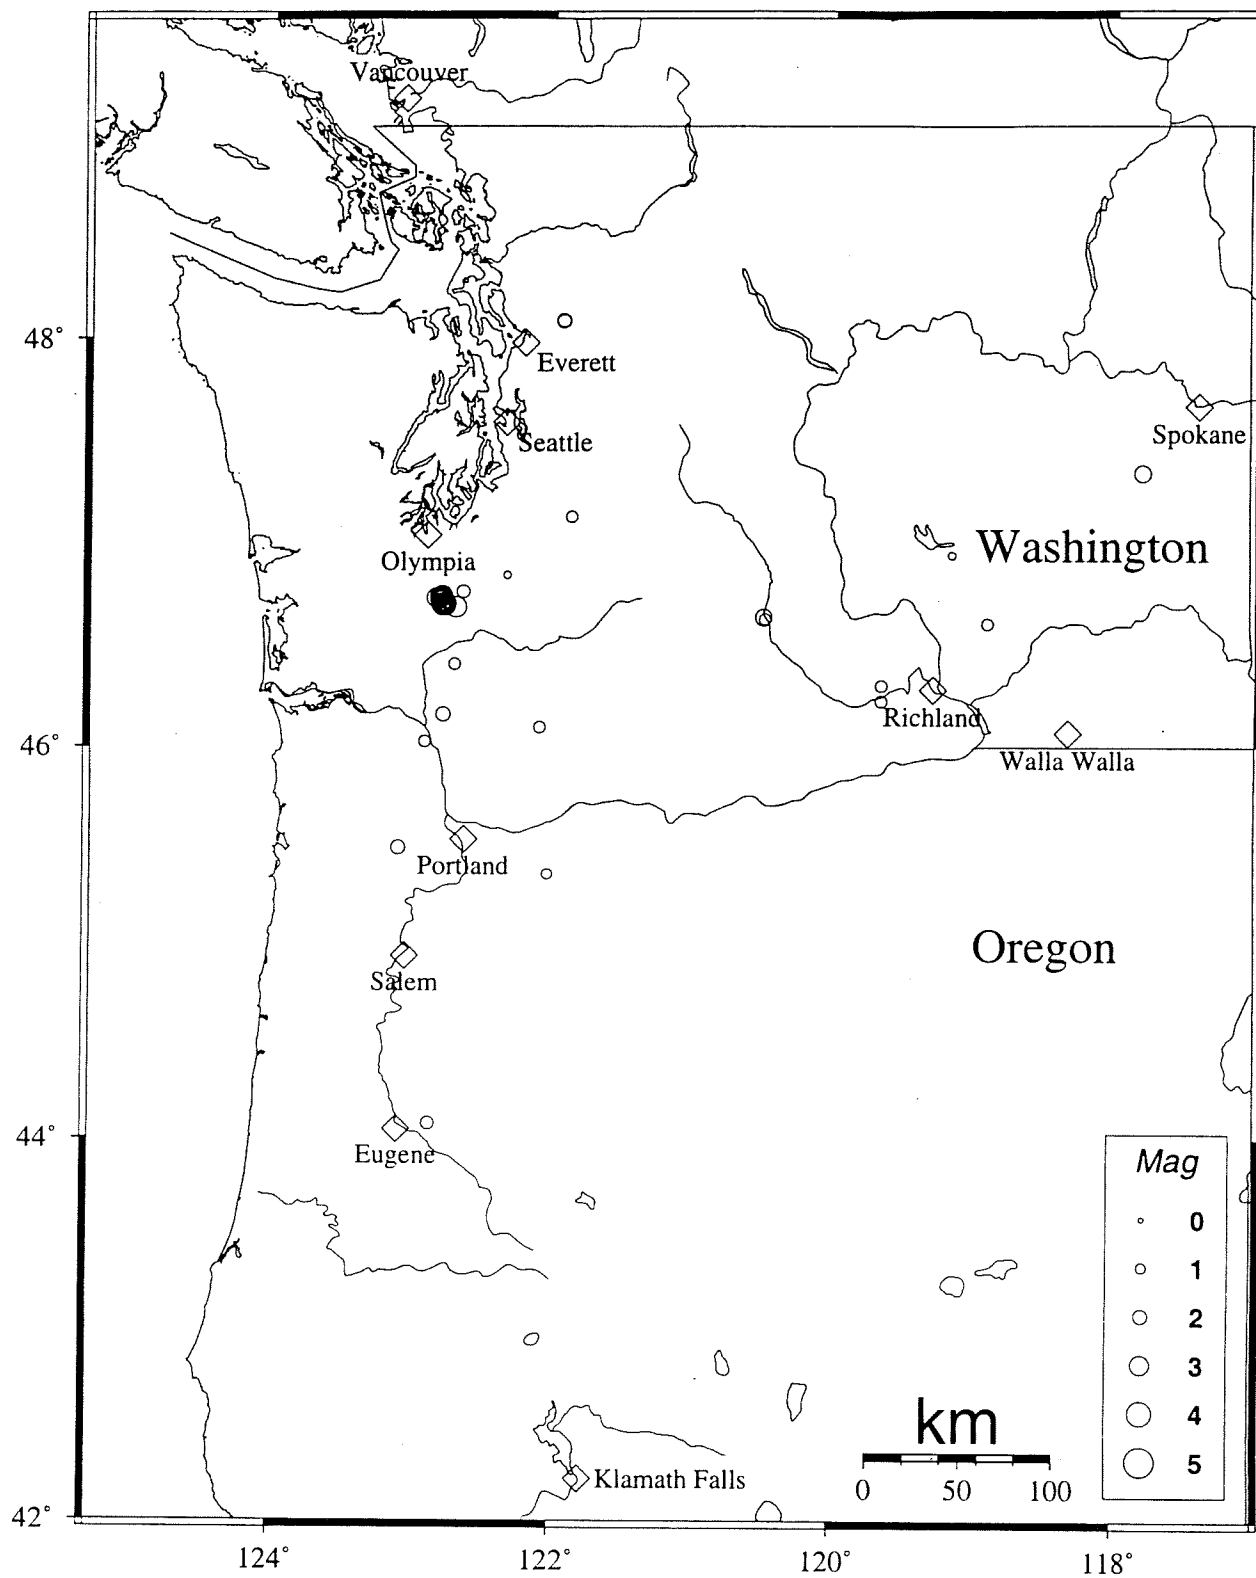 Vancouver
48°
Everett
Seattle
Spokane
Olympia
Washington
46°
Richland
Walla Walla
Portland
Oregon
Salem
44°
Eugene
Mag
0
1
2
3
4
5
km
0 50 100
Klamath Falls
42°
124° 122° 120° 118°